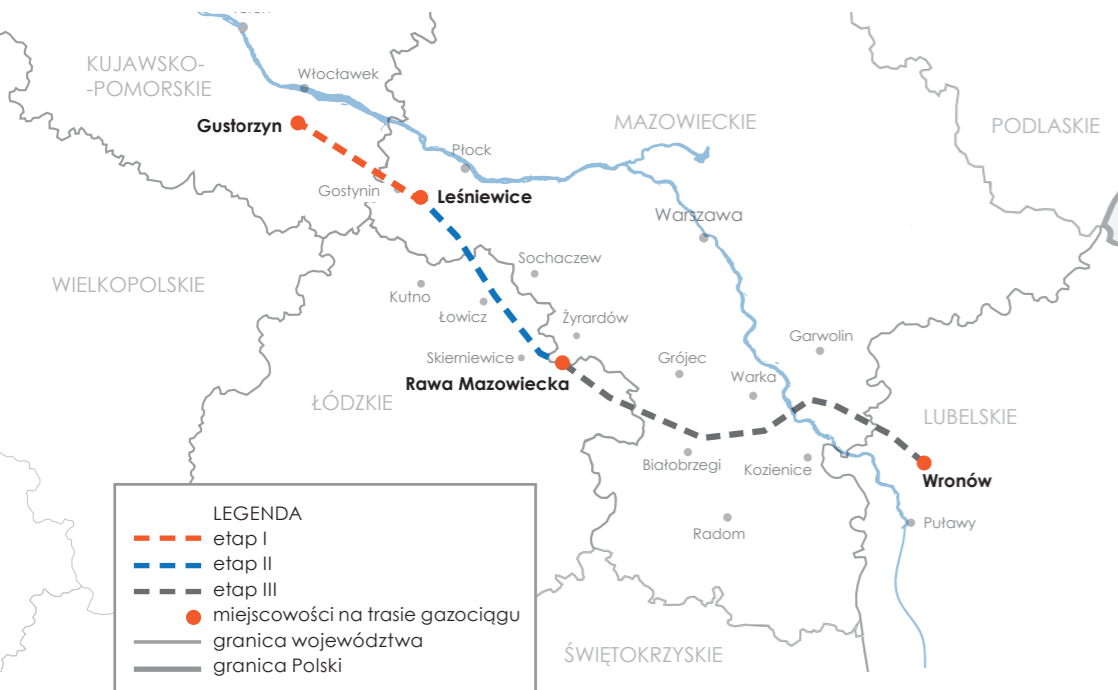 KUJAWSKO-
-POMORSKIE
Włocławek
Gustorzyn
MAZOWIECKIE
PODLASKIE
Płock
Gostynin
Leśniewice
Warszawa
WIELKOPOLSKIE
Sochaczew
Kutno
Łowicz
Żyrardów
Garwolin
Skierniewice
Grójec
Rawa Mazowiecka
Warka
ŁÓDZKIE
LUBELSKIE
Białobrzegi
Kozienice
Wronów
Radom
Puławy
ŚWIĘTOKRZYSKIE
LEGENDA
etap I
etap II
etap III
miejscowości na trasie gazociągu
granica województwa
granica Polski